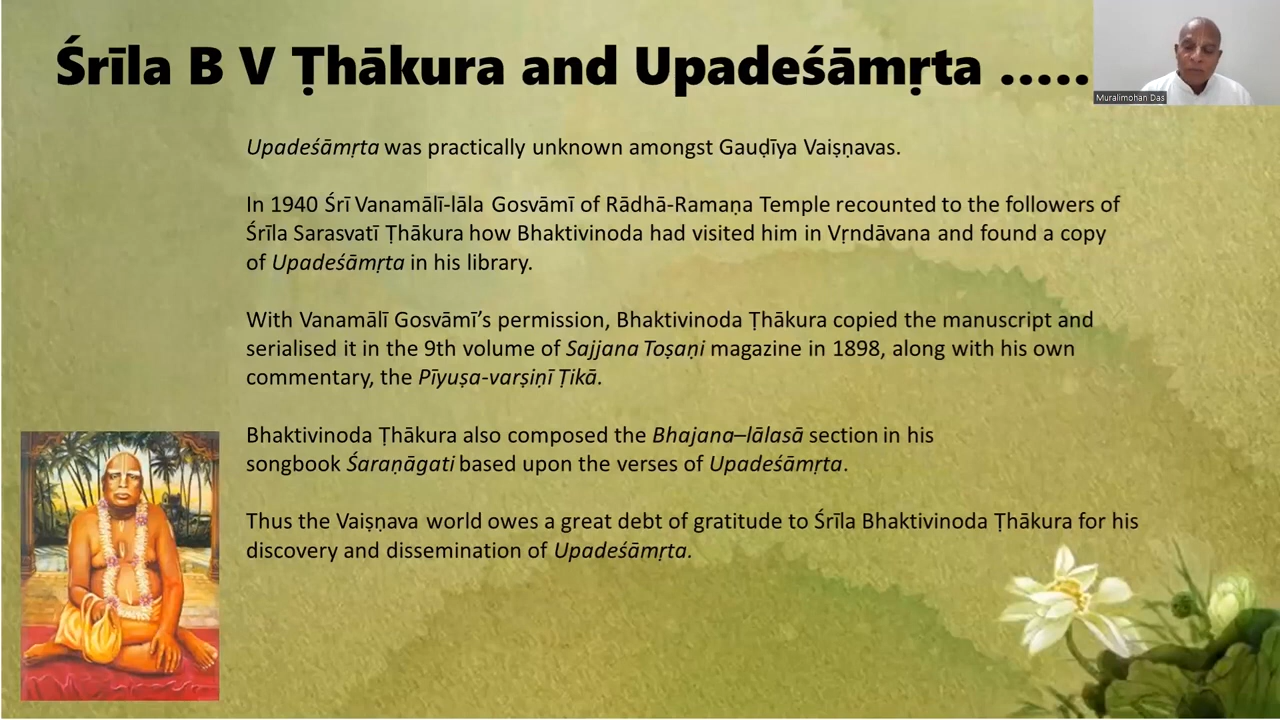 Śrīla B V Ṭhākura and Upadeśāmṛta .....
Muralimohan Das
Upadeśāmṛta was practically unknown amongst Gauḍīya Vaiṣṇavas.
In 1940 Śrī Vanamālī-lāla Gosvāmī of Rādhā-Ramaṇa Temple recounted to the followers of
Śrīla Sarasvatī Ṭhākura how Bhaktivinoda had visited him in Vṛndāvana and found a copy
of Upadeśāmṛta in his library.
With Vanamālī Gosvāmī’s permission, Bhaktivinoda Ṭhākura copied the manuscript and
serialised it in the 9th volume of Sajjana Toṣaṇi magazine in 1898, along with his own
commentary, the Pīyuṣa-varṣiṇī Ṭikā.
Bhaktivinoda Ṭhākura also composed the Bhajana–lālasā section in his
songbook Śaraṇāgati based upon the verses of Upadeśāmṛta.
Thus the Vaiṣṇava world owes a great debt of gratitude to Śrīla Bhaktivinoda Ṭhākura for his
discovery and dissemination of Upadeśāmṛta.